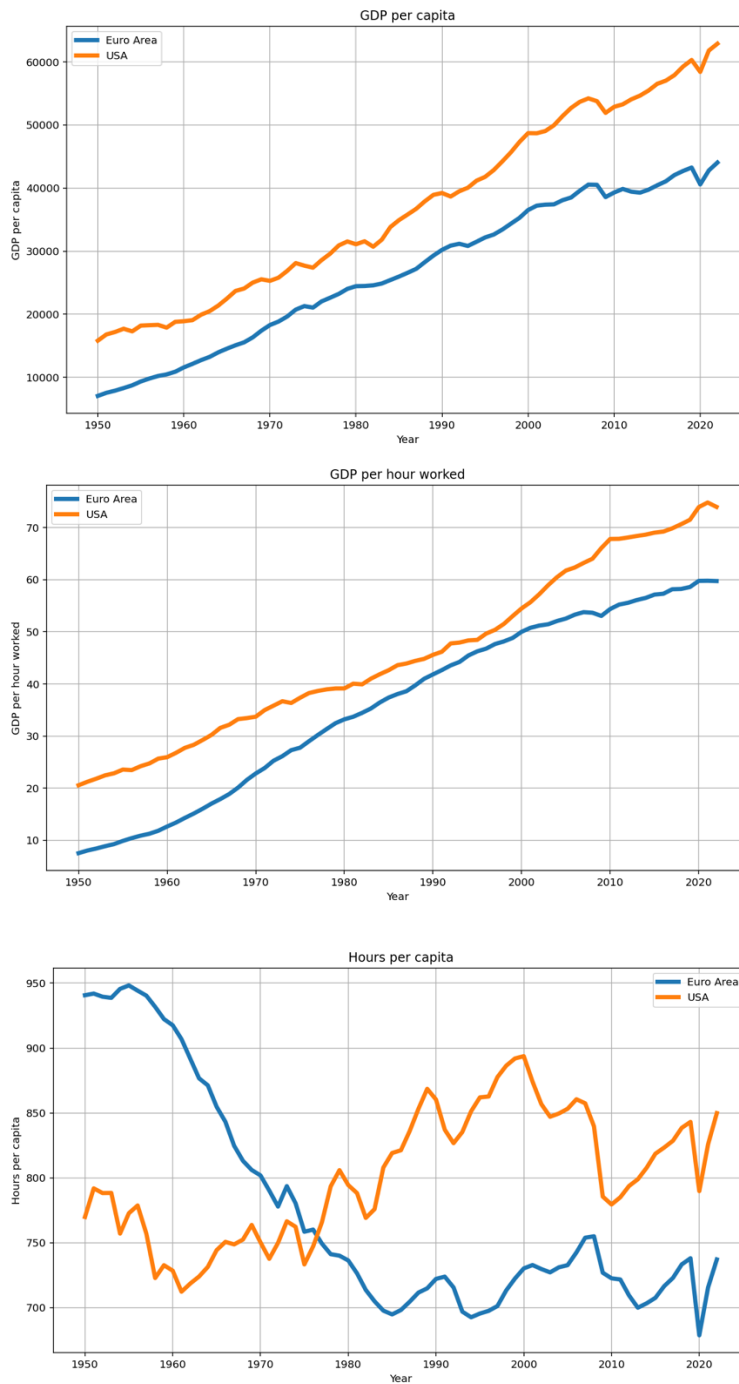 GDP per capita
Euro Area
USA
60000
50000
40000
30000
20000
10000
GDP per capita
1950 1960 1970 1980 1990 2000 2010 2020
Year
GDP per hour worked
Euro Area
USA
70
60
50
40
30
20
10
GDP per hour worked
1950 1960 1970 1980 1990 2000 2010 2020
Year
Hours per capita
Euro Area
USA
950
900
850
800
750
700
Hours per capita
1950 1960 1970 1980 1990 2000 2010 2020
Year